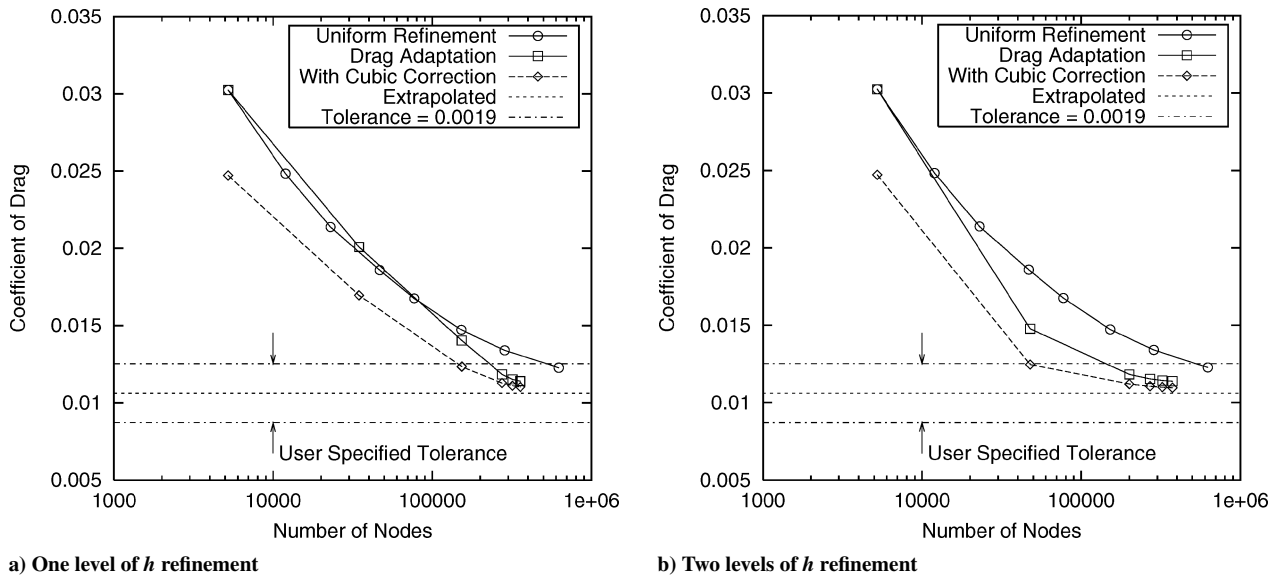 0.035
0.03
0.025
0.02
0.015
0.01
0.005
Coefficient of Drag
Uniform Refinement
Drag Adaptation
With Cubic Correction
Extrapolated
Tolerance = 0.0019
User Specified Tolerance
1000 10000 100000 1e+06
Number of Nodes
a) One level of h refinement
0.035
0.03
0.025
0.02
0.015
0.01
0.005
Coefficient of Drag
Uniform Refinement
Drag Adaptation
With Cubic Correction
Extrapolated
Tolerance = 0.0019
User Specified Tolerance
1000 10000 100000 1e+06
Number of Nodes
b) Two levels of h refinement